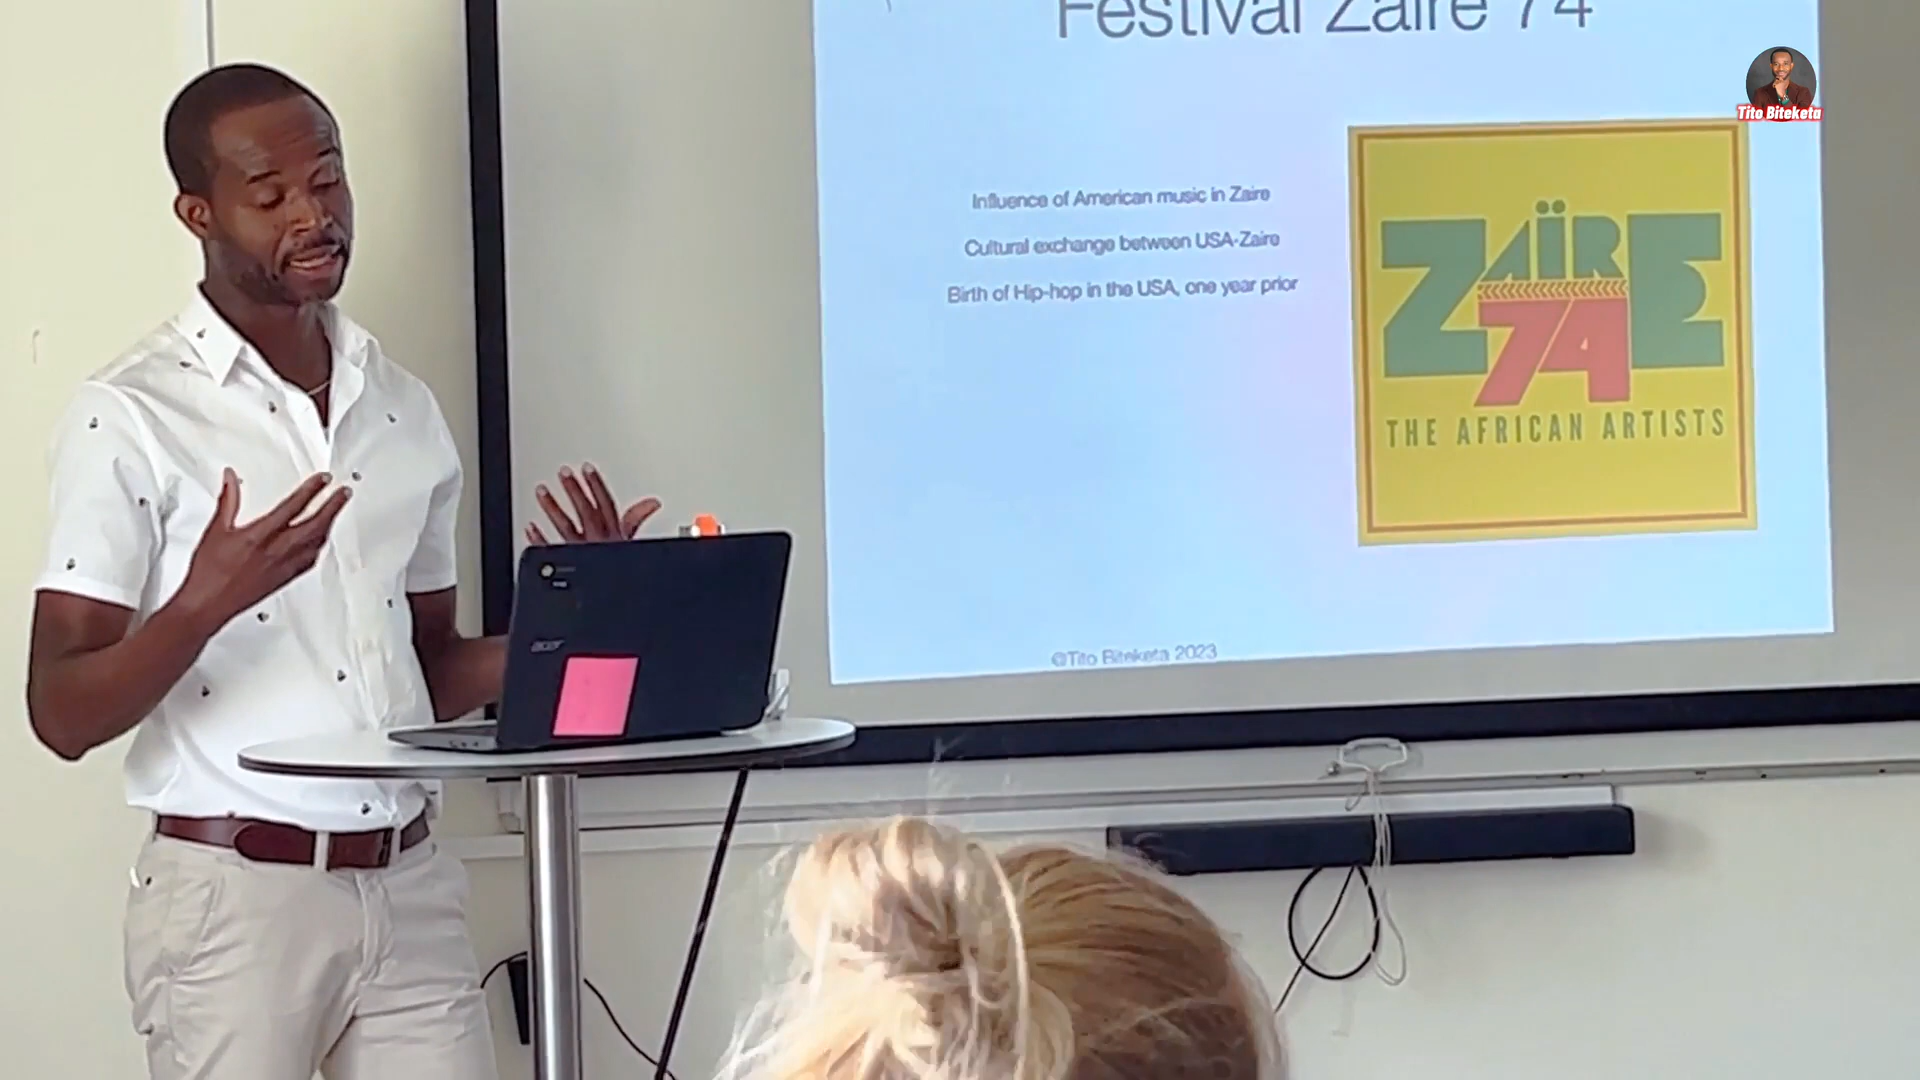 Festival Zaïre 74
Tito Biteketa
Influence of American music in Zaire
Cultural exchange between USA-Zaire
Birth of Hip-hop in the USA, one year prior
ZAÏRE
74
THE AFRICAN ARTISTS
acer
©Tito Biteketa 2023